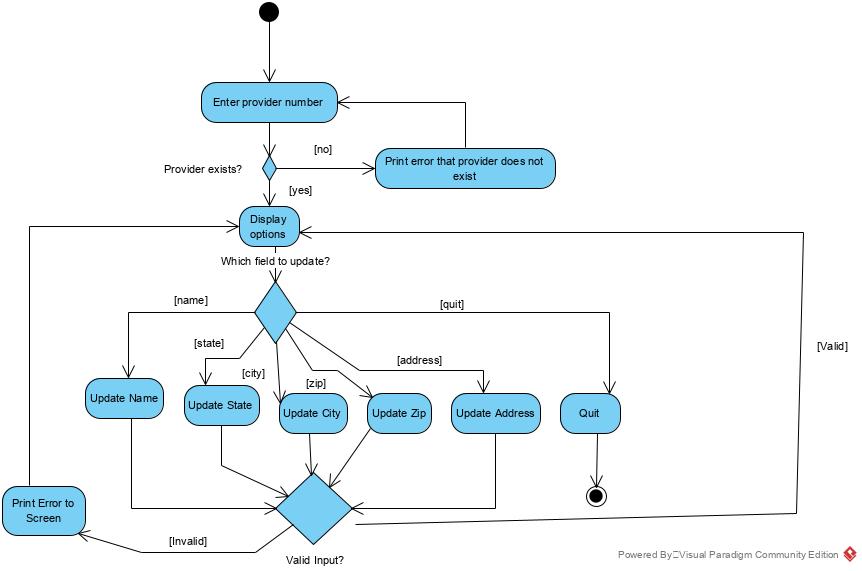 Enter provider number
[no]
Provider exists?
Print error that provider does not
exist
[yes]
Display
options
Which field to update?
[name]
[quit]
[state]
[city]
[zip]
[address]
[Valid]
Update Name
Update State
Update City
Update Zip
Update Address
Quit
Print Error to
Screen
[Invalid]
Valid Input?
Powered By Visual Paradigm Community Edition